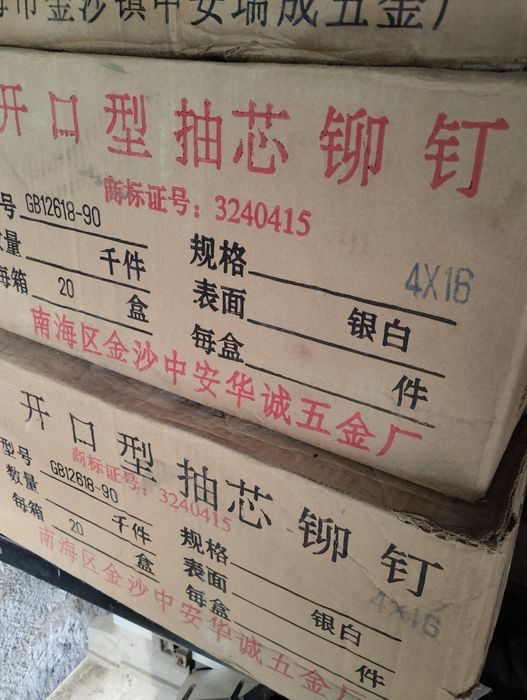 海市金沙镇中安瑞成五金厂
开口型抽芯铆钉
商标证号：3240415
型号 GB12618-90 规格 4X16
数量 千件 表面 银白
每箱 20 盒 每盒 件
南海区金沙中安华诚五金厂
开口型抽芯铆钉
商标证号：3240415
型号 GB12618-90 规格 4X16
数量 千件 表面 银白
每箱 20 盒 每盒 件
南海区金沙中安华诚五金厂